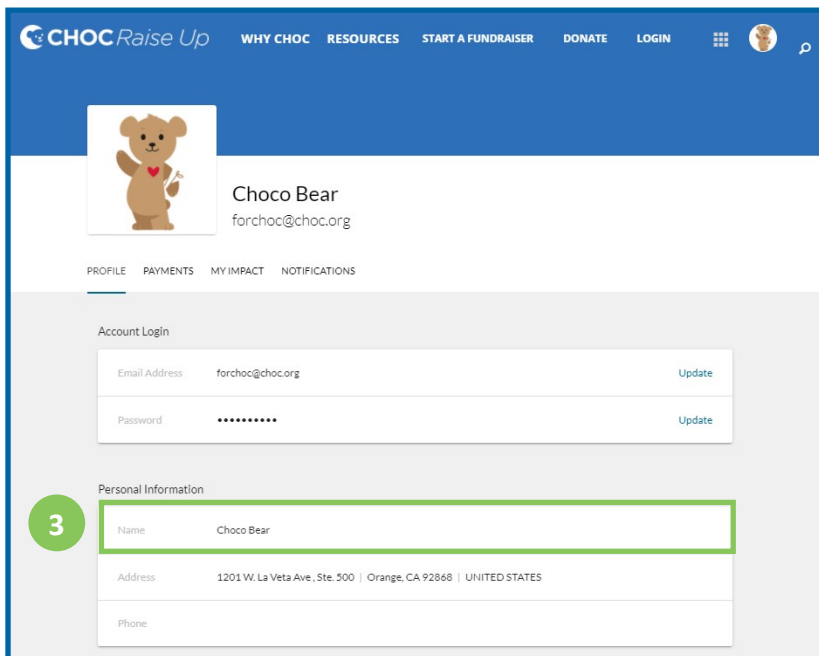 CHOC Raise Up WHY CHOC RESOURCES START A FUNDRAISER DONATE LOGIN
Choco Bear
forchoc@choc.org
PROFILE PAYMENTS MY IMPACT NOTIFICATIONS
Account Login
Email Address forchoc@choc.org Update
Password •••••••••• Update
Personal Information
3
Name Choco Bear
Address 1201 W. La Veta Ave , Ste. 500 | Orange, CA 92868 | UNITED STATES
Phone